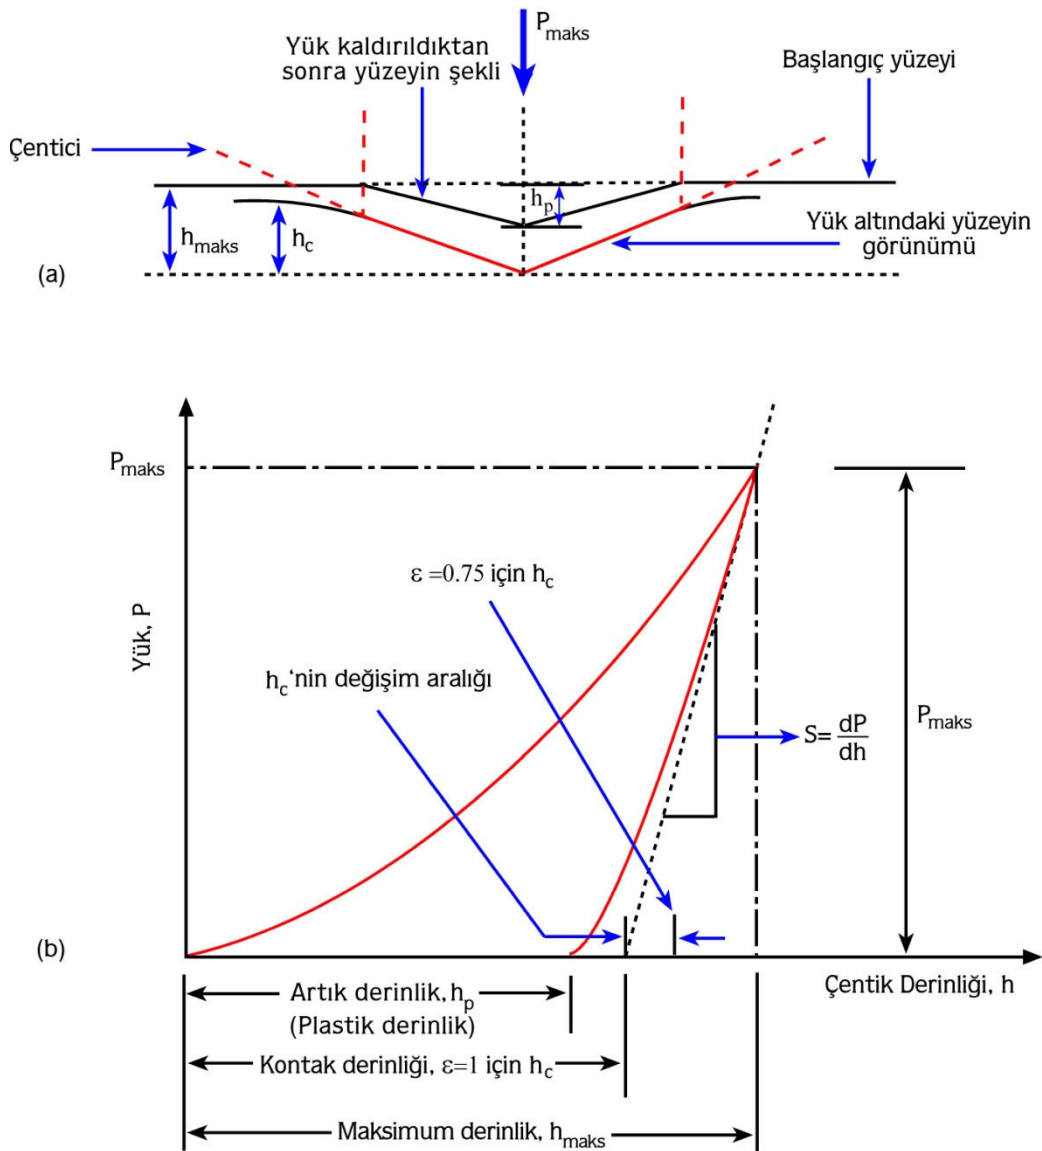 P_maks
Yük kaldırıldıktan
sonra yüzeyin şekli
Başlangıç yüzeyi
Çentici
h_p
h_maks
h_c
Yük altındaki yüzeyin
görünümü
(a)
P_maks
ε =0.75 için h_c
Yük, P
h_c'nin değişim aralığı
S= dP/dh
P_maks
(b)
Çentik Derinliği, h
Artık derinlik, h_p
(Plastik derinlik)
Kontak derinliği, ε=1 için h_c
Maksimum derinlik, h_maks